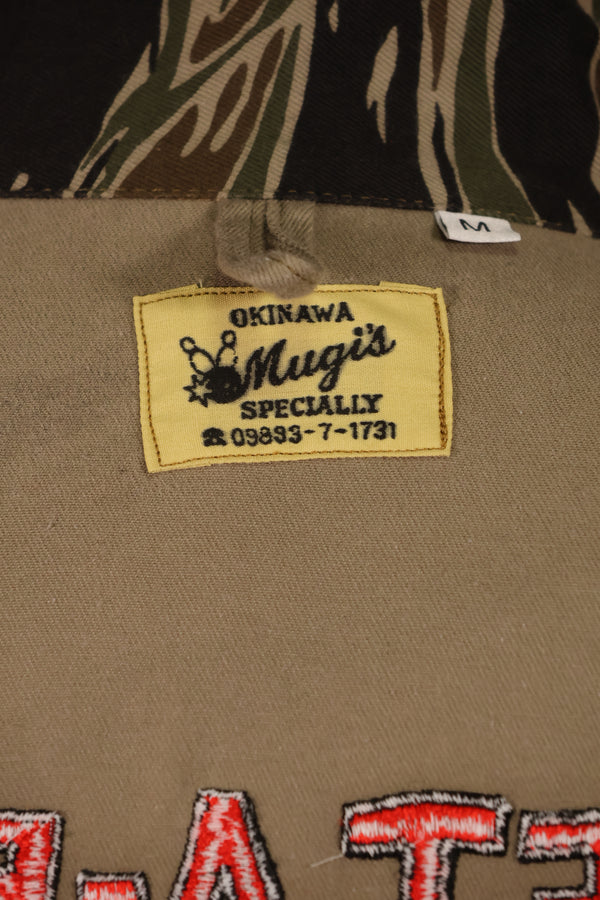 M
OKINAWA
Mugi's
SPECIALLY
☎ 09893-7-1731